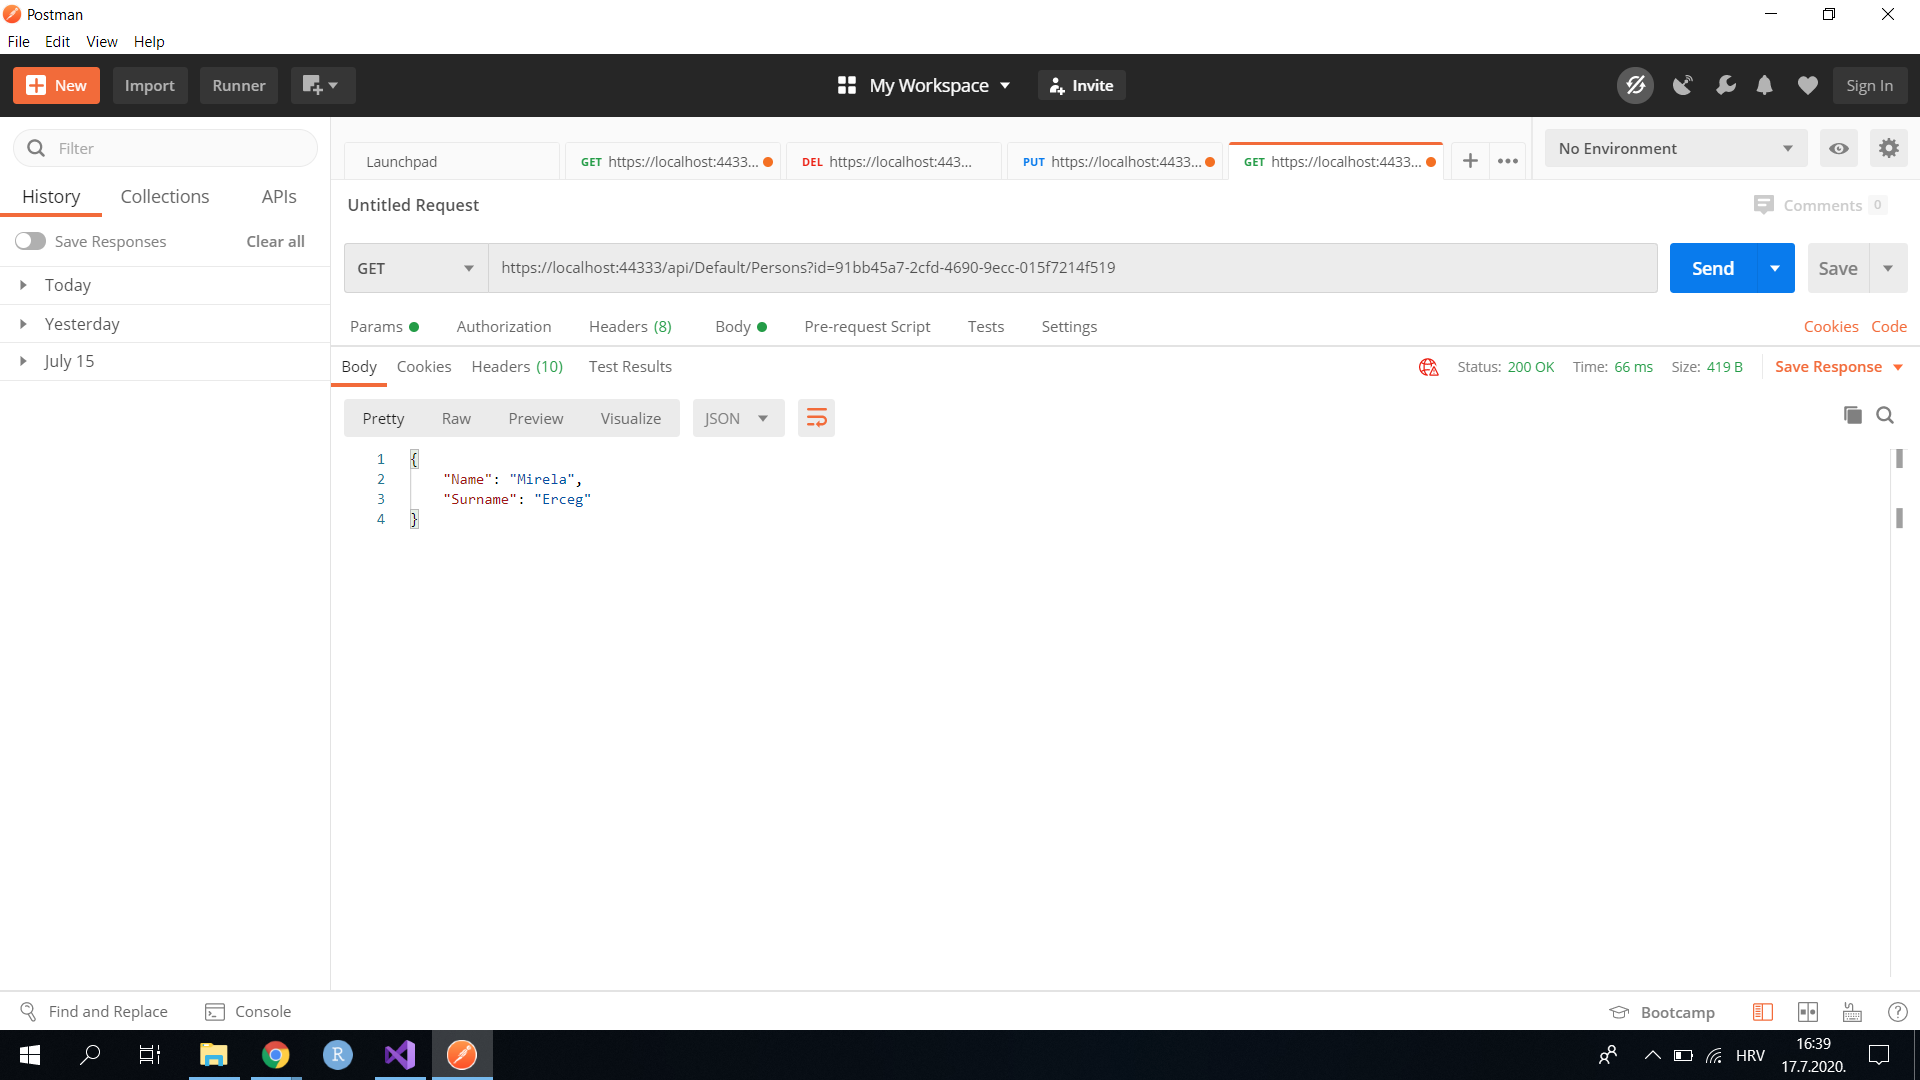 Postman
File Edit View Help
New Import Runner My Workspace Invite Sign In
Filter
Launchpad GET https://localhost:4433... DEL https://localhost:443... PUT https://localhost:4433... GET https://localhost:4433... No Environment
History Collections APIs
Untitled Request Comments 0
Save Responses Clear all
GET https://localhost:44333/api/Default/Persons?id=91bb45a7-2cfd-4690-9ecc-015f7214f519 Send Save
Today
Yesterday
July 15
Params Authorization Headers (8) Body Pre-request Script Tests Settings Cookies Code
Body Cookies Headers (10) Test Results Status: 200 OK Time: 66 ms Size: 419 B Save Response
Pretty Raw Preview Visualize JSON
1 {
2 "Name": "Mirela",
3 "Surname": "Erceg"
4 }
Find and Replace Console Bootcamp
R HRV 16:39
17.7.2020.